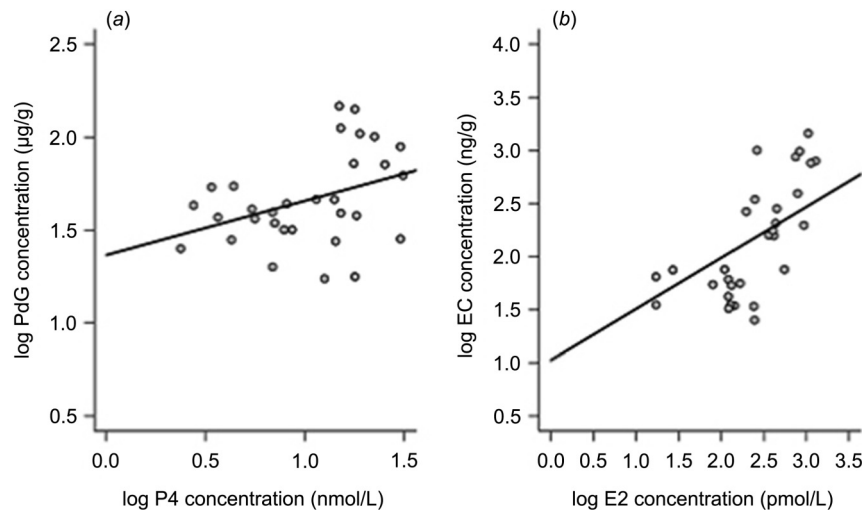 (a)
2.5
2.0
1.5
1.0
0.5
0.0 0.5 1.0 1.5
log PdG concentration (µg/g)
log P4 concentration (nmol/L)
(b)
4.0
3.5
3.0
2.5
2.0
1.5
1.0
0.5
0.0 0.5 1.0 1.5 2.0 2.5 3.0 3.5
log EC concentration (ng/g)
log E2 concentration (pmol/L)